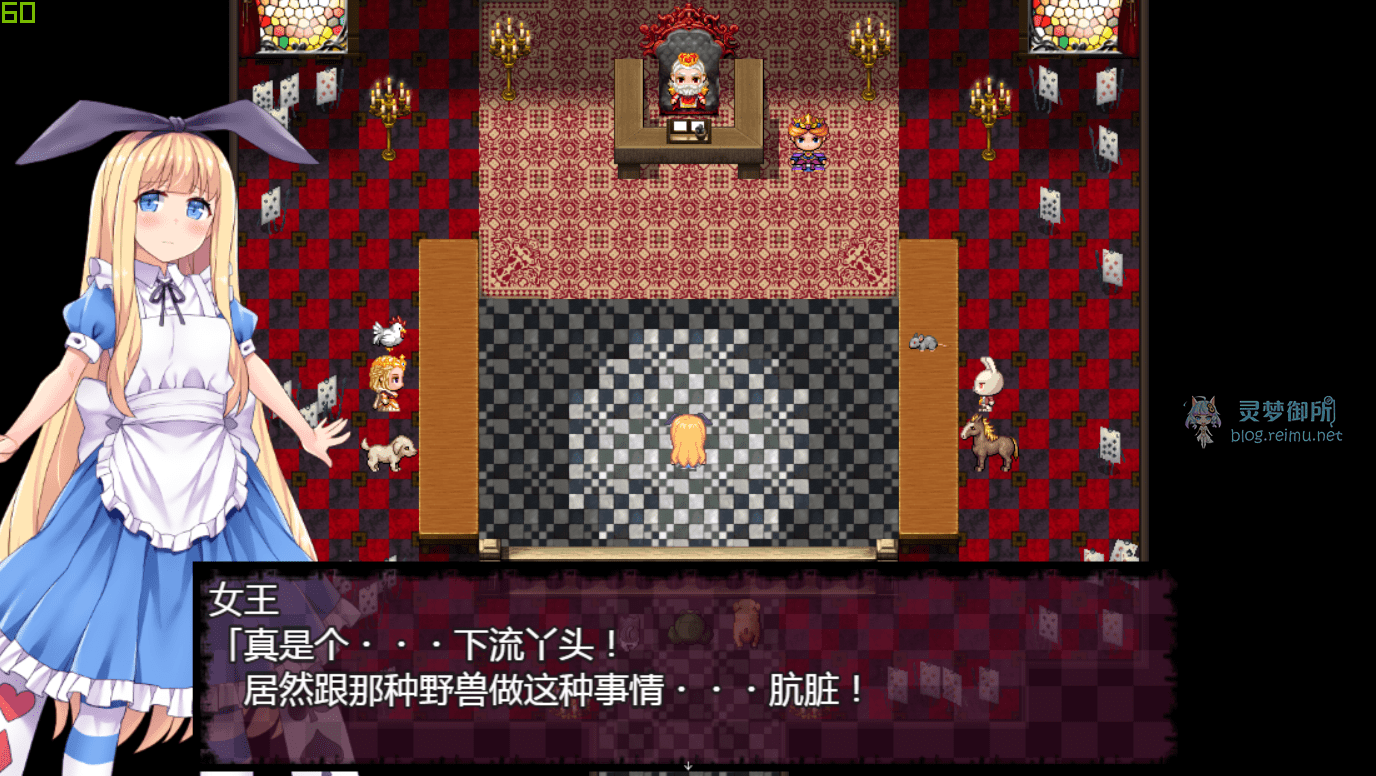 60
灵梦御所
blog.reimu.net
女王
「真是个・・・下流丫头！
居然跟那种野兽做这种事情・・・肮脏！